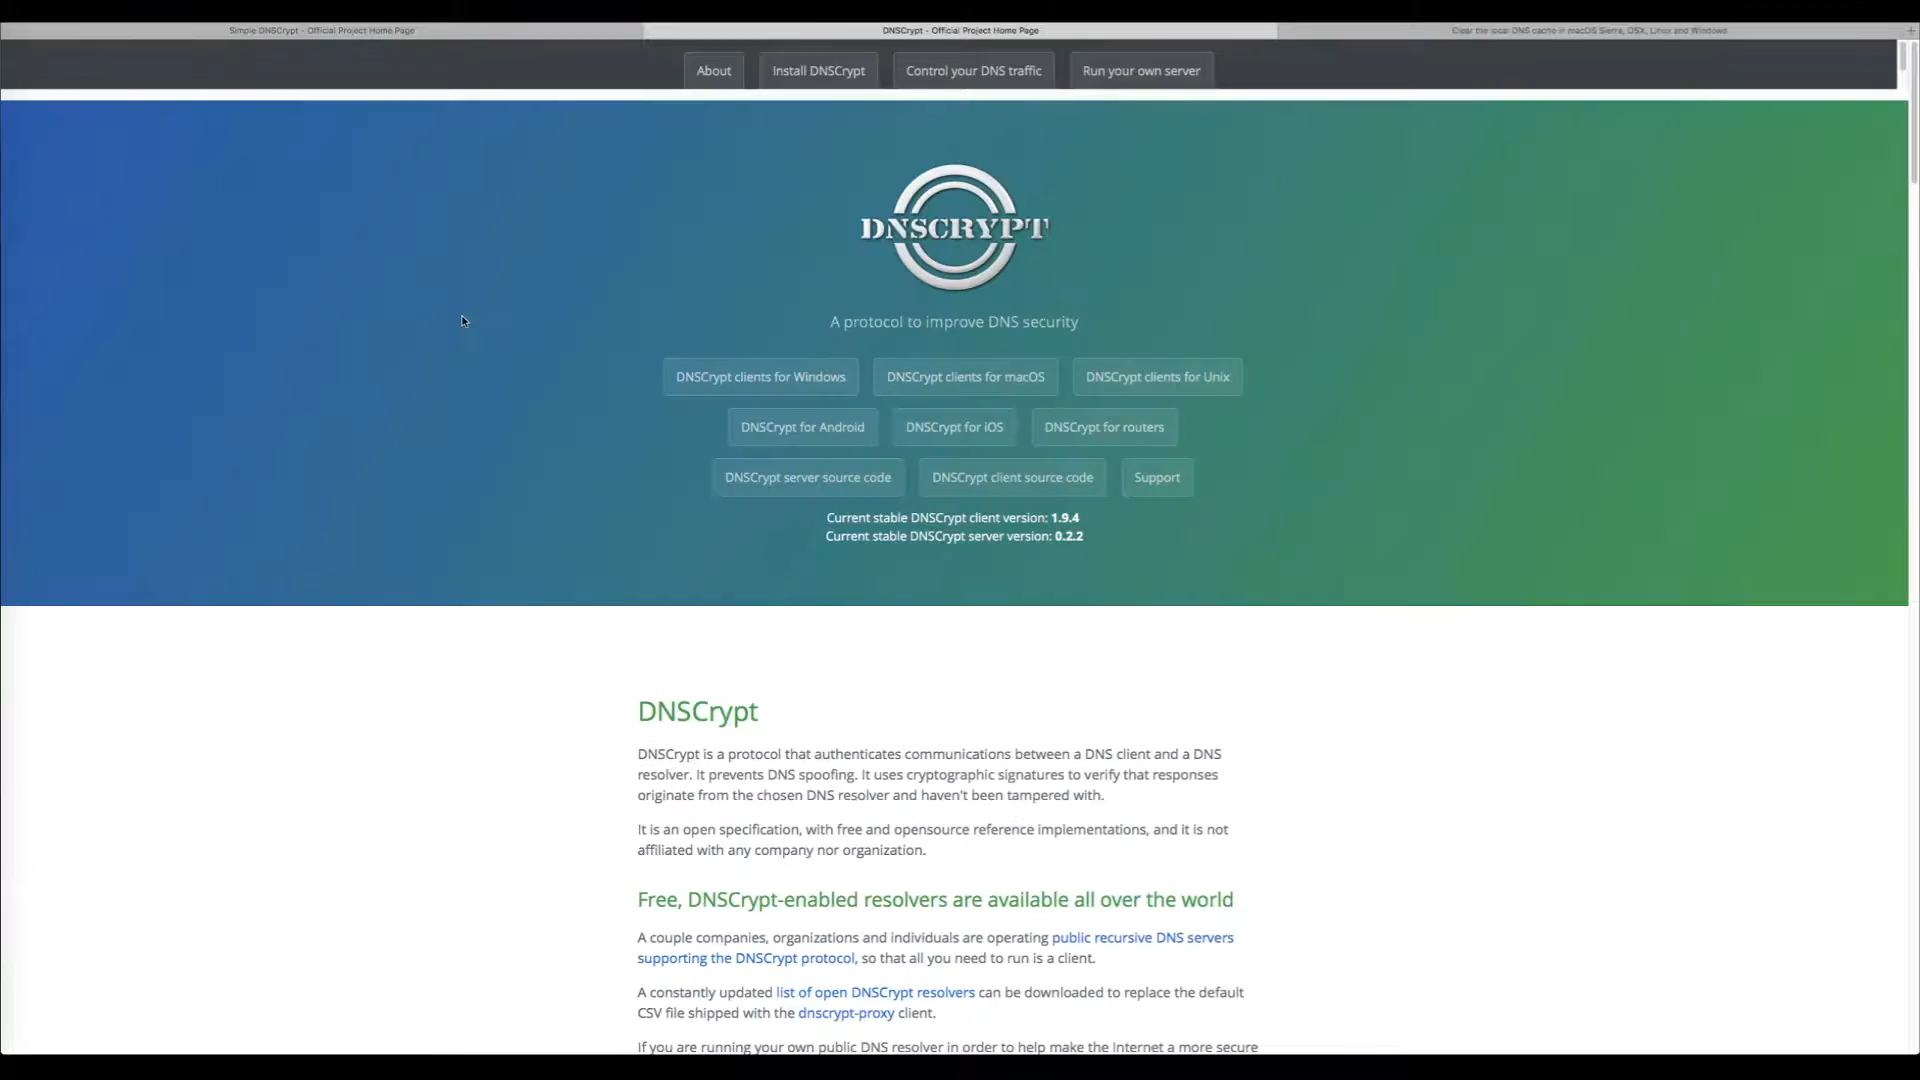 Simple DNSCrypt - Official Project Home Page
DNSCrypt - Official Project Home Page
Clear the local DNS cache in macOS Sierra, OSX, Linux and Windows
About
Install DNSCrypt
Control your DNS traffic
Run your own server
DNSCRYPT
A protocol to improve DNS security
DNSCrypt clients for Windows
DNSCrypt clients for macOS
DNSCrypt clients for Unix
DNSCrypt for Android
DNSCrypt for iOS
DNSCrypt for routers
DNSCrypt server source code
DNSCrypt client source code
Support
Current stable DNSCrypt client version: 1.9.4
Current stable DNSCrypt server version: 0.2.2
DNSCrypt
DNSCrypt is a protocol that authenticates communications between a DNS client and a DNS
resolver. It prevents DNS spoofing. It uses cryptographic signatures to verify that responses
originate from the chosen DNS resolver and haven't been tampered with.
It is an open specification, with free and opensource reference implementations, and it is not
affiliated with any company nor organization.
Free, DNSCrypt-enabled resolvers are available all over the world
A couple companies, organizations and individuals are operating public recursive DNS servers
supporting the DNSCrypt protocol, so that all you need to run is a client.
A constantly updated list of open DNSCrypt resolvers can be downloaded to replace the default
CSV file shipped with the dnscrypt-proxy client.
If you are running your own public DNS resolver in order to help make the Internet a more secure